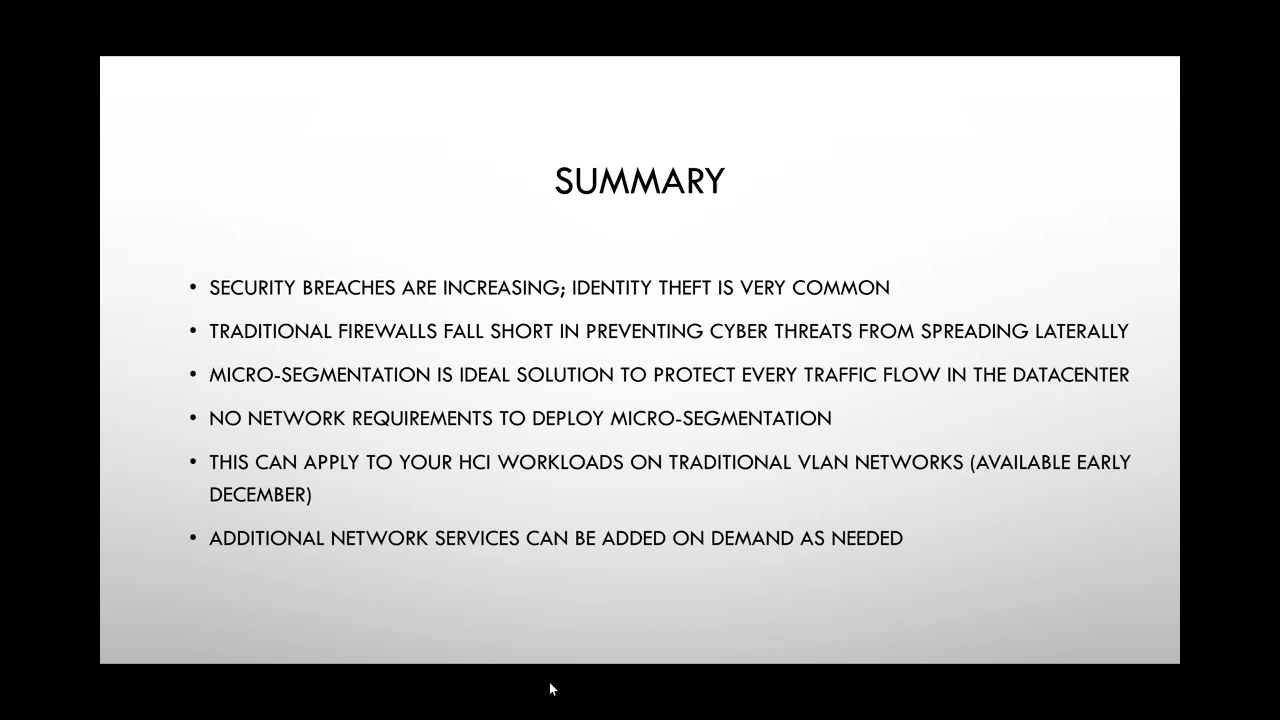 SUMMARY
• SECURITY BREACHES ARE INCREASING; IDENTITY THEFT IS VERY COMMON
• TRADITIONAL FIREWALLS FALL SHORT IN PREVENTING CYBER THREATS FROM SPREADING LATERALLY
• MICRO-SEGMENTATION IS IDEAL SOLUTION TO PROTECT EVERY TRAFFIC FLOW IN THE DATACENTER
• NO NETWORK REQUIREMENTS TO DEPLOY MICRO-SEGMENTATION
• THIS CAN APPLY TO YOUR HCI WORKLOADS ON TRADITIONAL VLAN NETWORKS (AVAILABLE EARLY
DECEMBER)
• ADDITIONAL NETWORK SERVICES CAN BE ADDED ON DEMAND AS NEEDED